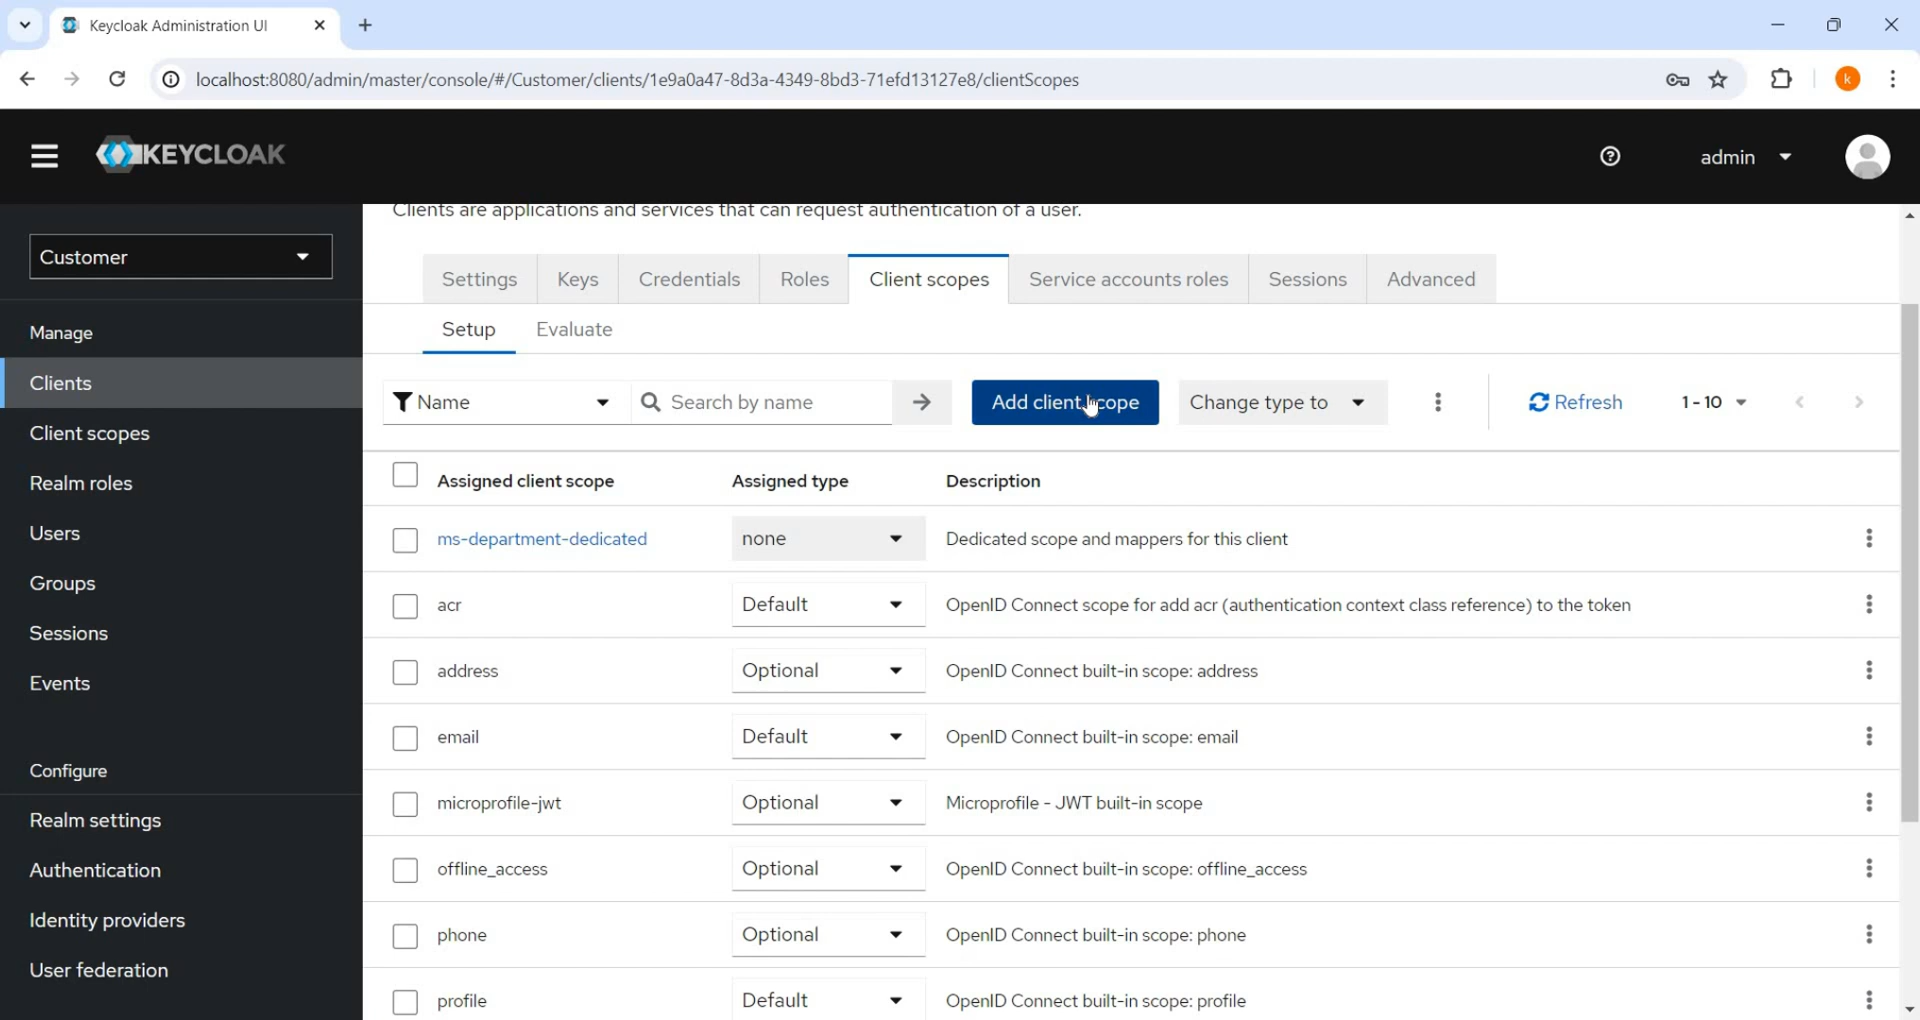 Keycloak Administration UI
localhost:8080/admin/master/console/#/Customer/clients/1e9a0a47-8d3a-4349-8bd3-71efd13127e8/clientScopes
k
KEYCLOAK
admin
Customer
Manage
Clients
Client scopes
Realm roles
Users
Groups
Sessions
Events
Configure
Realm settings
Authentication
Identity providers
User federation
Clients are applications and services that can request authentication of a user.
Settings Keys Credentials Roles Client scopes Service accounts roles Sessions Advanced
Setup Evaluate
Name Search by name Add client scope Change type to Refresh 1 - 10
Assigned client scope Assigned type Description
ms-department-dedicated none Dedicated scope and mappers for this client
acr Default OpenID Connect scope for add acr (authentication context class reference) to the token
address Optional OpenID Connect built-in scope: address
email Default OpenID Connect built-in scope: email
microprofile-jwt Optional Microprofile - JWT built-in scope
offline_access Optional OpenID Connect built-in scope: offline_access
phone Optional OpenID Connect built-in scope: phone
profile Default OpenID Connect built-in scope: profile